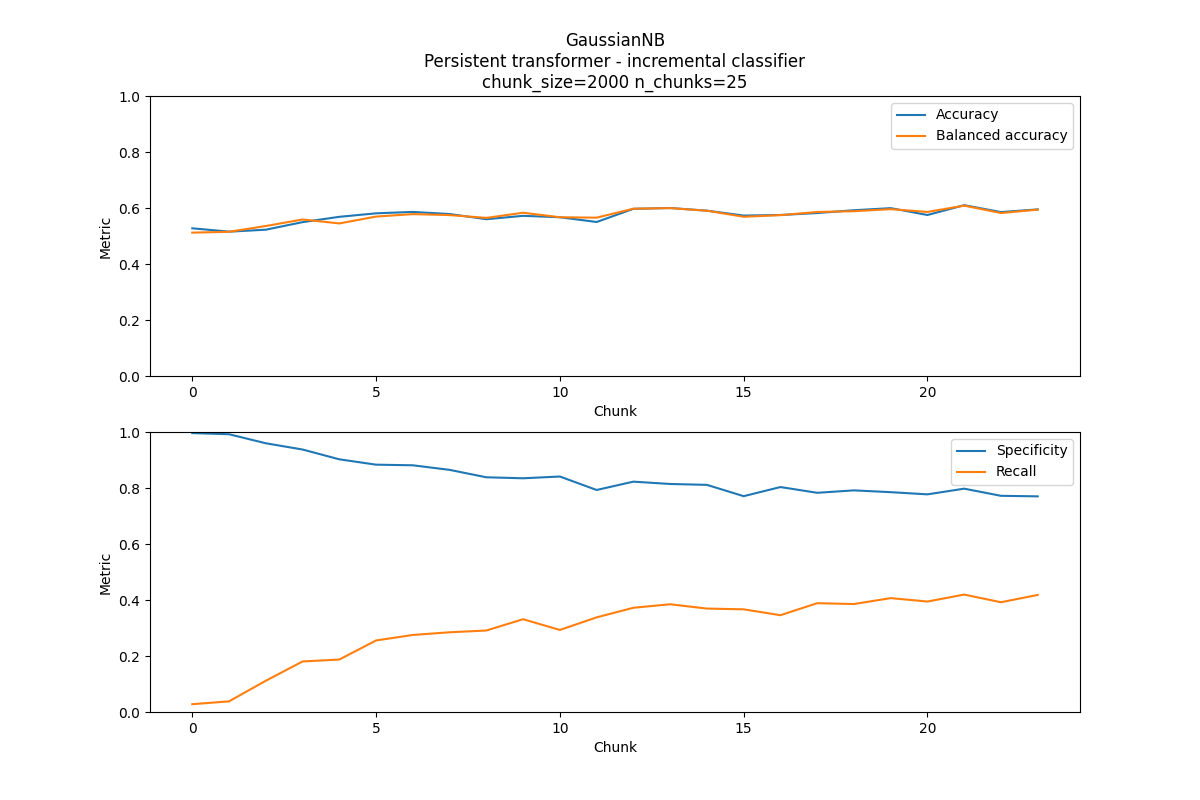 GaussianNB
Persistent transformer - incremental classifier
chunk_size=2000 n_chunks=25
1.0
0.8
0.6
0.4
0.2
0.0
Metric
Accuracy
Balanced accuracy
0 5 10 15 20
Chunk
1.0
0.8
0.6
0.4
0.2
0.0
Metric
Specificity
Recall
0 5 10 15 20
Chunk